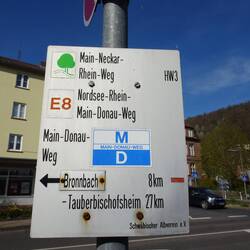 Main-Neckar-
Rhein-Weg HW3
E8 Nordsee-Rhein-
Main-Donau-Weg
Main-Donau-
Weg
M
MAIN-DONAU-WEG
D
Bronnbach 8km
Tauberbischofsheim 27km
Schwäbischer Albverein e.V.